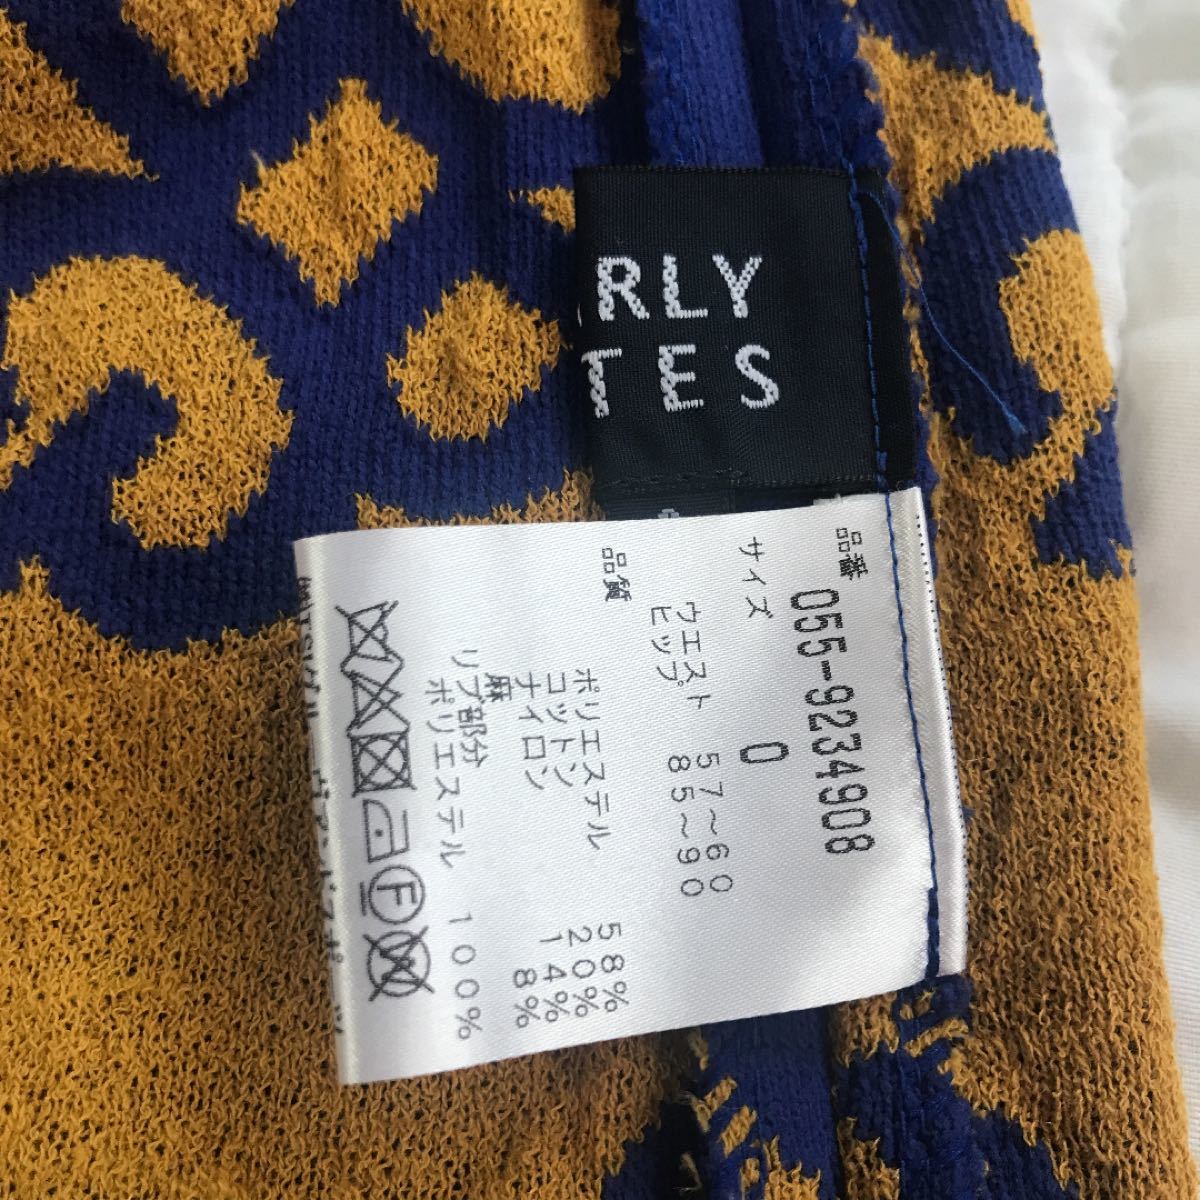 RLY
TES
品番 055-9234908
サイズ 0
ウエスト 57～60
ヒップ 85～90
品質
ポリエステル 58%
コットン 20%
ナイロン 14%
麻 8%
リブ部分
ポリエステル 100%
F